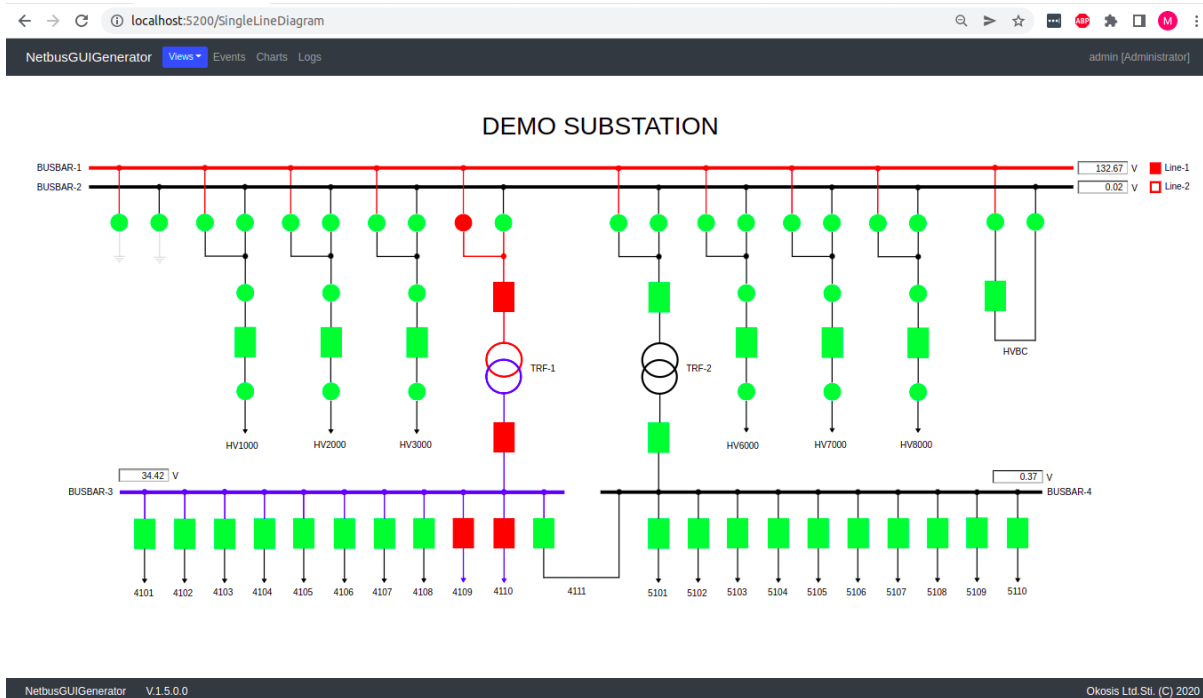 localhost:5200/SingleLineDiagram
ABP
M
NetbusGUIGenerator Views Events Charts Logs admin [Administrator]
DEMO SUBSTATION
BUSBAR-1 132.67 V Line-1
BUSBAR-2 0.02 V Line-2
HVBC
TRF-1 TRF-2
HV1000 HV2000 HV3000 HV6000 HV7000 HV8000
34.42 V 0.37 V
BUSBAR-3 BUSBAR-4
4101 4102 4103 4104 4105 4106 4107 4108 4109 4110 4111 5101 5102 5103 5104 5105 5106 5107 5108 5109 5110
NetbusGUIGenerator V.1.5.0.0 Okosis Ltd.Sti. (C) 2020